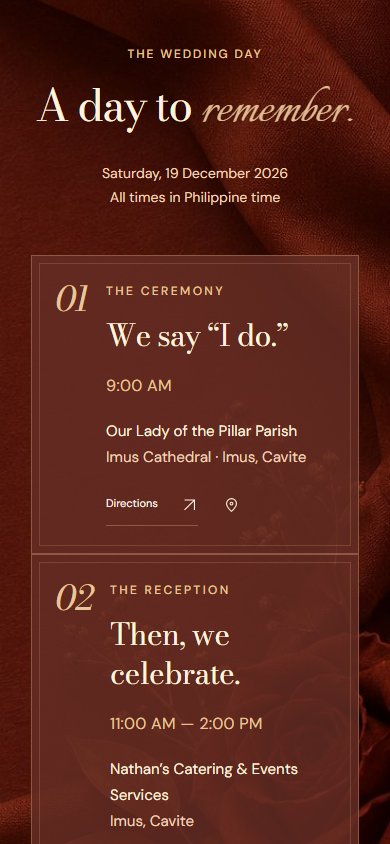 THE WEDDING DAY
A day to remember.
Saturday, 19 December 2026
All times in Philippine time
01
THE CEREMONY
We say “I do.”
9:00 AM
Our Lady of the Pillar Parish
Imus Cathedral · Imus, Cavite
Directions
02
THE RECEPTION
Then, we
celebrate.
11:00 AM — 2:00 PM
Nathan’s Catering & Events
Services
Imus, Cavite